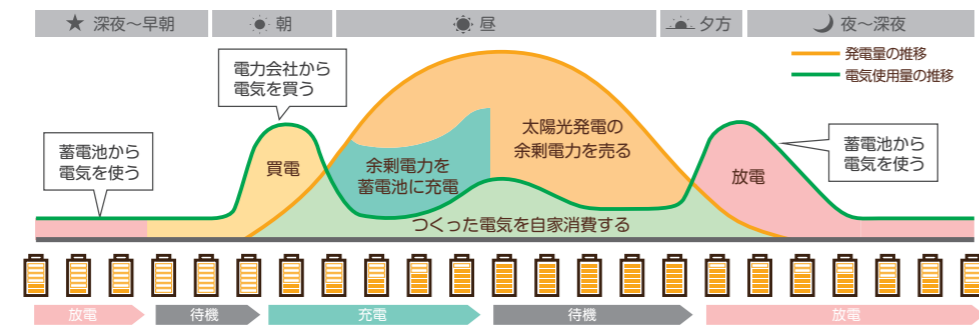 ★ 深夜～早朝
朝
昼
夕方
夜～深夜
発電量の推移
電気使用量の推移
電力会社から
電気を買う
蓄電池から
電気を使う
買電
余剰電力を
蓄電池に充電
太陽光発電の
余剰電力を売る
放電
蓄電池から
電気を使う
つくった電気を自家消費する
放電
待機
充電
待機
放電